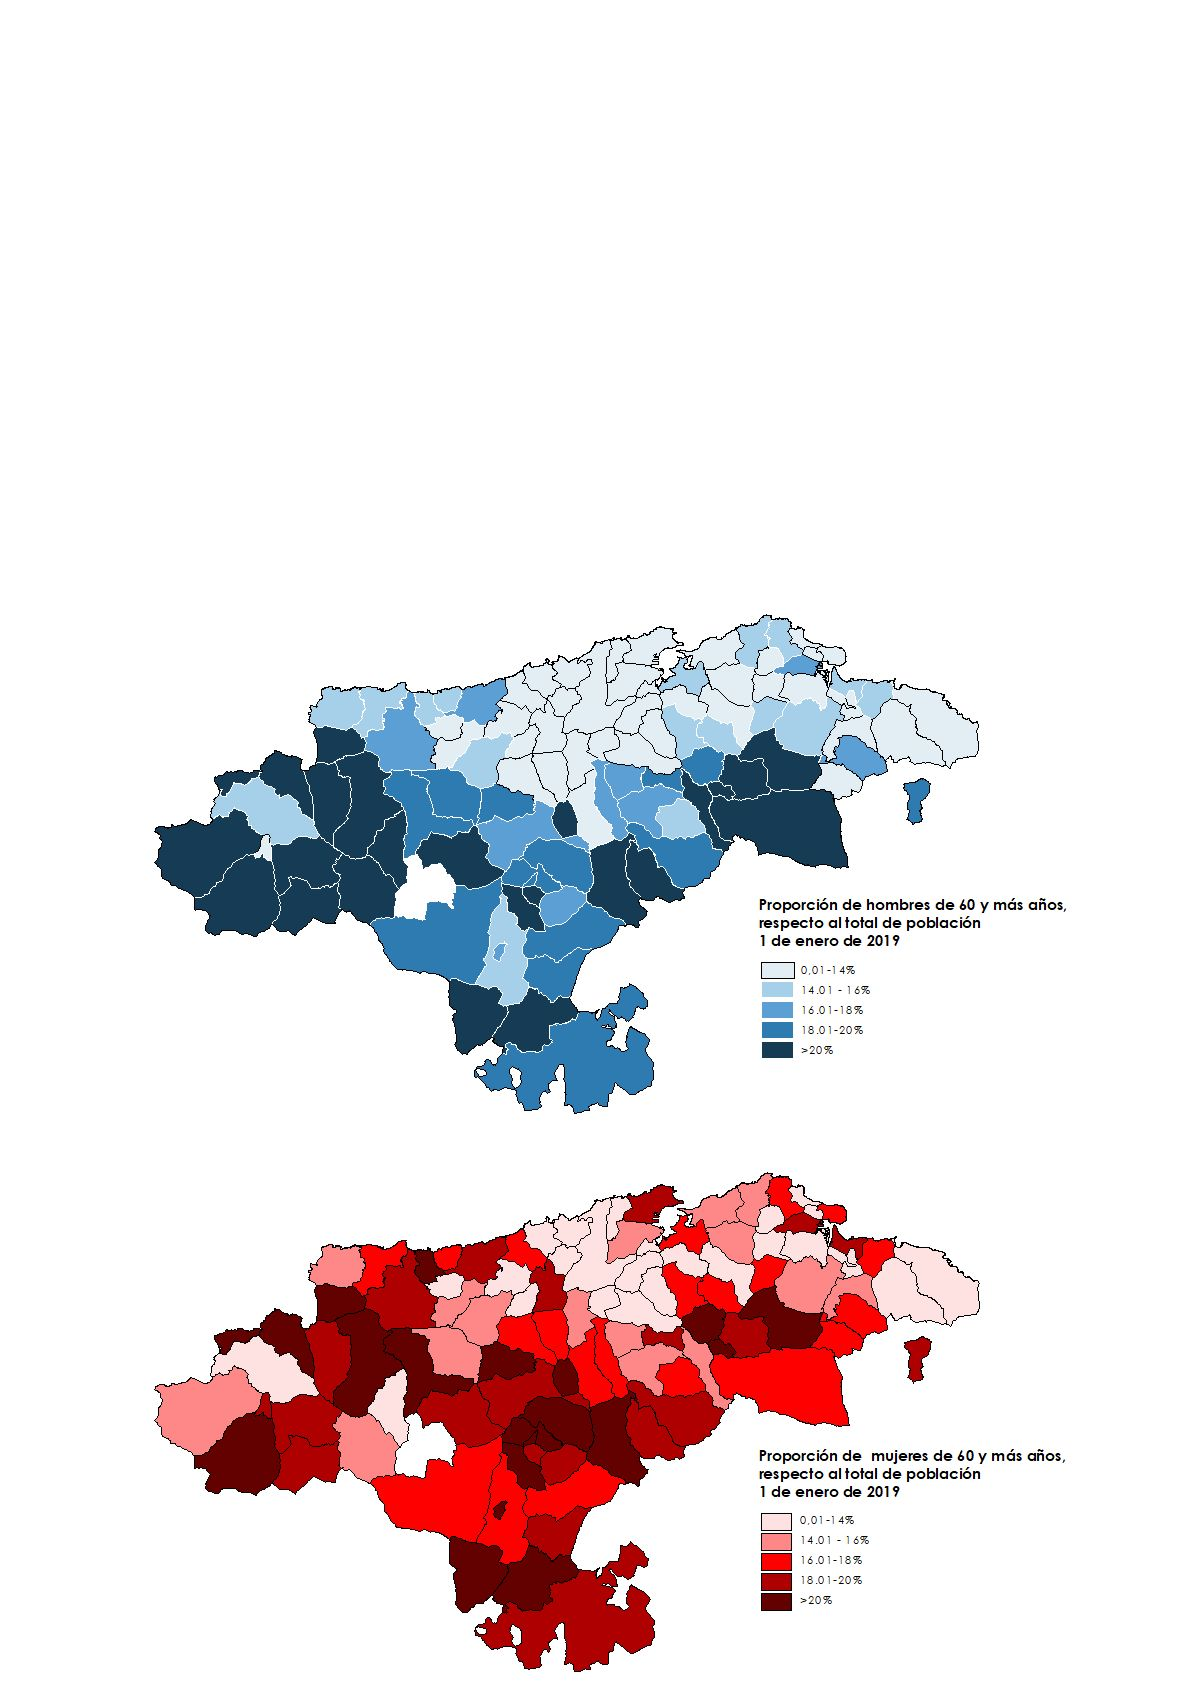 Proporción de hombres de 60 y más años,
respecto al total de población
1 de enero de 2019
0,01-14%
14.01 - 16%
16.01-18%
18.01-20%
>20%
Proporción de mujeres de 60 y más años,
respecto al total de población
1 de enero de 2019
0,01-14%
14.01 - 16%
16.01-18%
18.01-20%
>20%